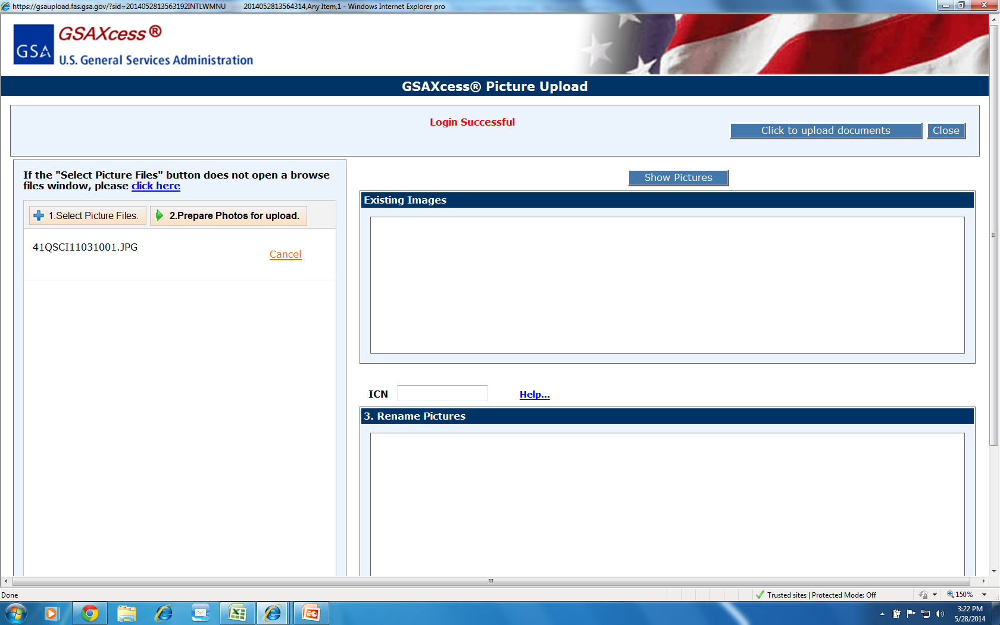 https://gsaupload.fas.gsa.gov/?sid=2014052813563192INTLWMNU 2014052813564314,Any Item,1 - Windows Internet Explorer pro
GSA
GSAXcess ®
U.S. General Services Administration
GSAXcess® Picture Upload
Login Successful
Click to upload documents
Close
If the "Select Picture Files" button does not open a browse
files window, please click here
1.Select Picture Files.
2.Prepare Photos for upload.
41QSCI11031001.JPG
Cancel
Show Pictures
Existing Images
ICN
Help...
3. Rename Pictures
Done
Trusted sites | Protected Mode: Off
150%
3:22 PM
5/28/2014